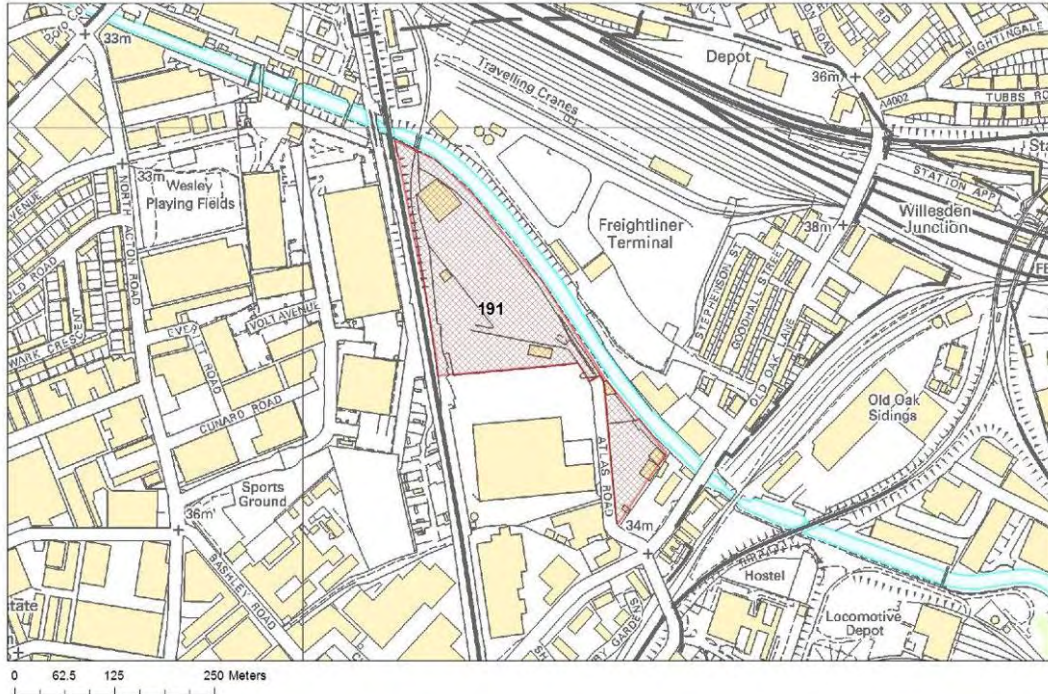 33m
Depot
36m
NIGHTINGALE
ROAD
A4002
TUBBS
Travelling Cranes
33m
Wesley
Playing Fields
NORTH ACTON ROAD
STATION APP
Willesden
Junction
Freightliner
Terminal
38m
STEPHENSON ST
GOODHALL STREET
OLD OAK LANE
191
VOLT AVENUE
EVERITT ROAD
CUNARD ROAD
Old Oak
Sidings
Sports
Ground
36m
ATLAS ROAD
34m
BASHLEY ROAD
Hostel
Locomotive
Depot
0 62.5 125 250 Meters